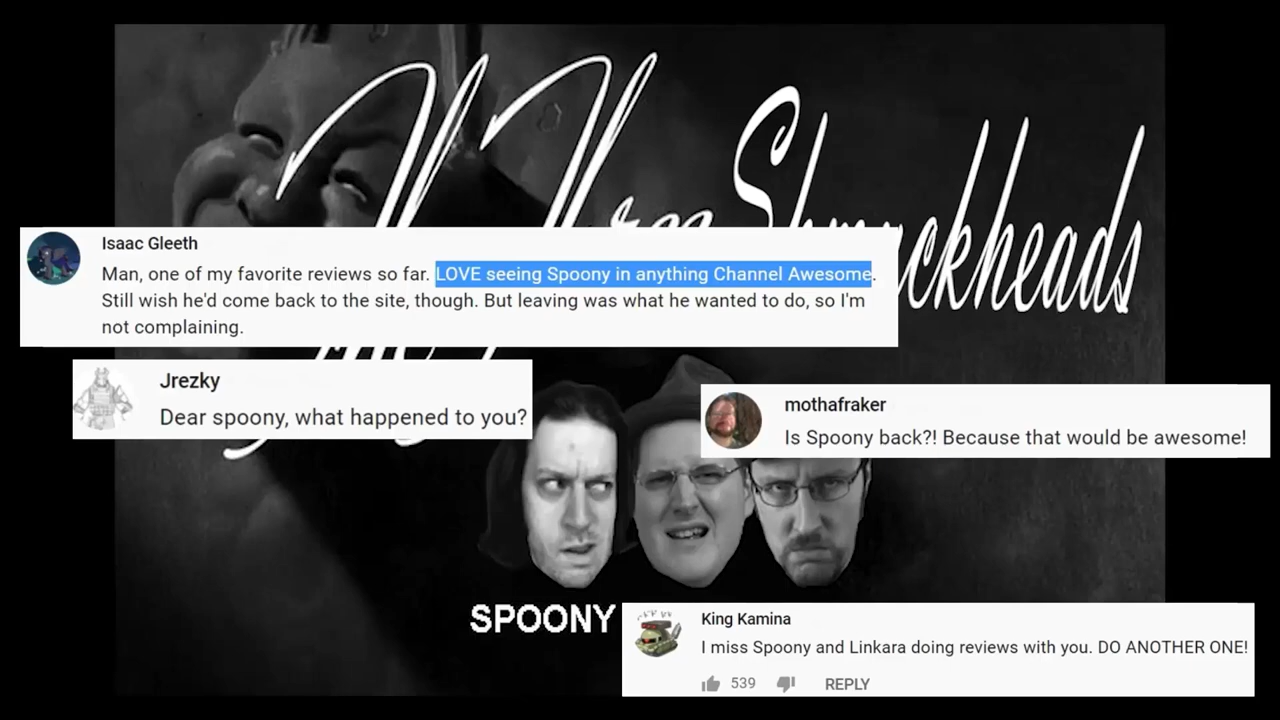 Shmuckheads
Isaac Gleeth
Man, one of my favorite reviews so far. LOVE seeing Spoony in anything Channel Awesome.
Still wish he'd come back to the site, though. But leaving was what he wanted to do, so I'm
not complaining.
Jrezky
Dear spoony, what happened to you?
mothafraker
Is Spoony back?! Because that would be awesome!
SPOONY
King Kamina
I miss Spoony and Linkara doing reviews with you. DO ANOTHER ONE!
539
REPLY